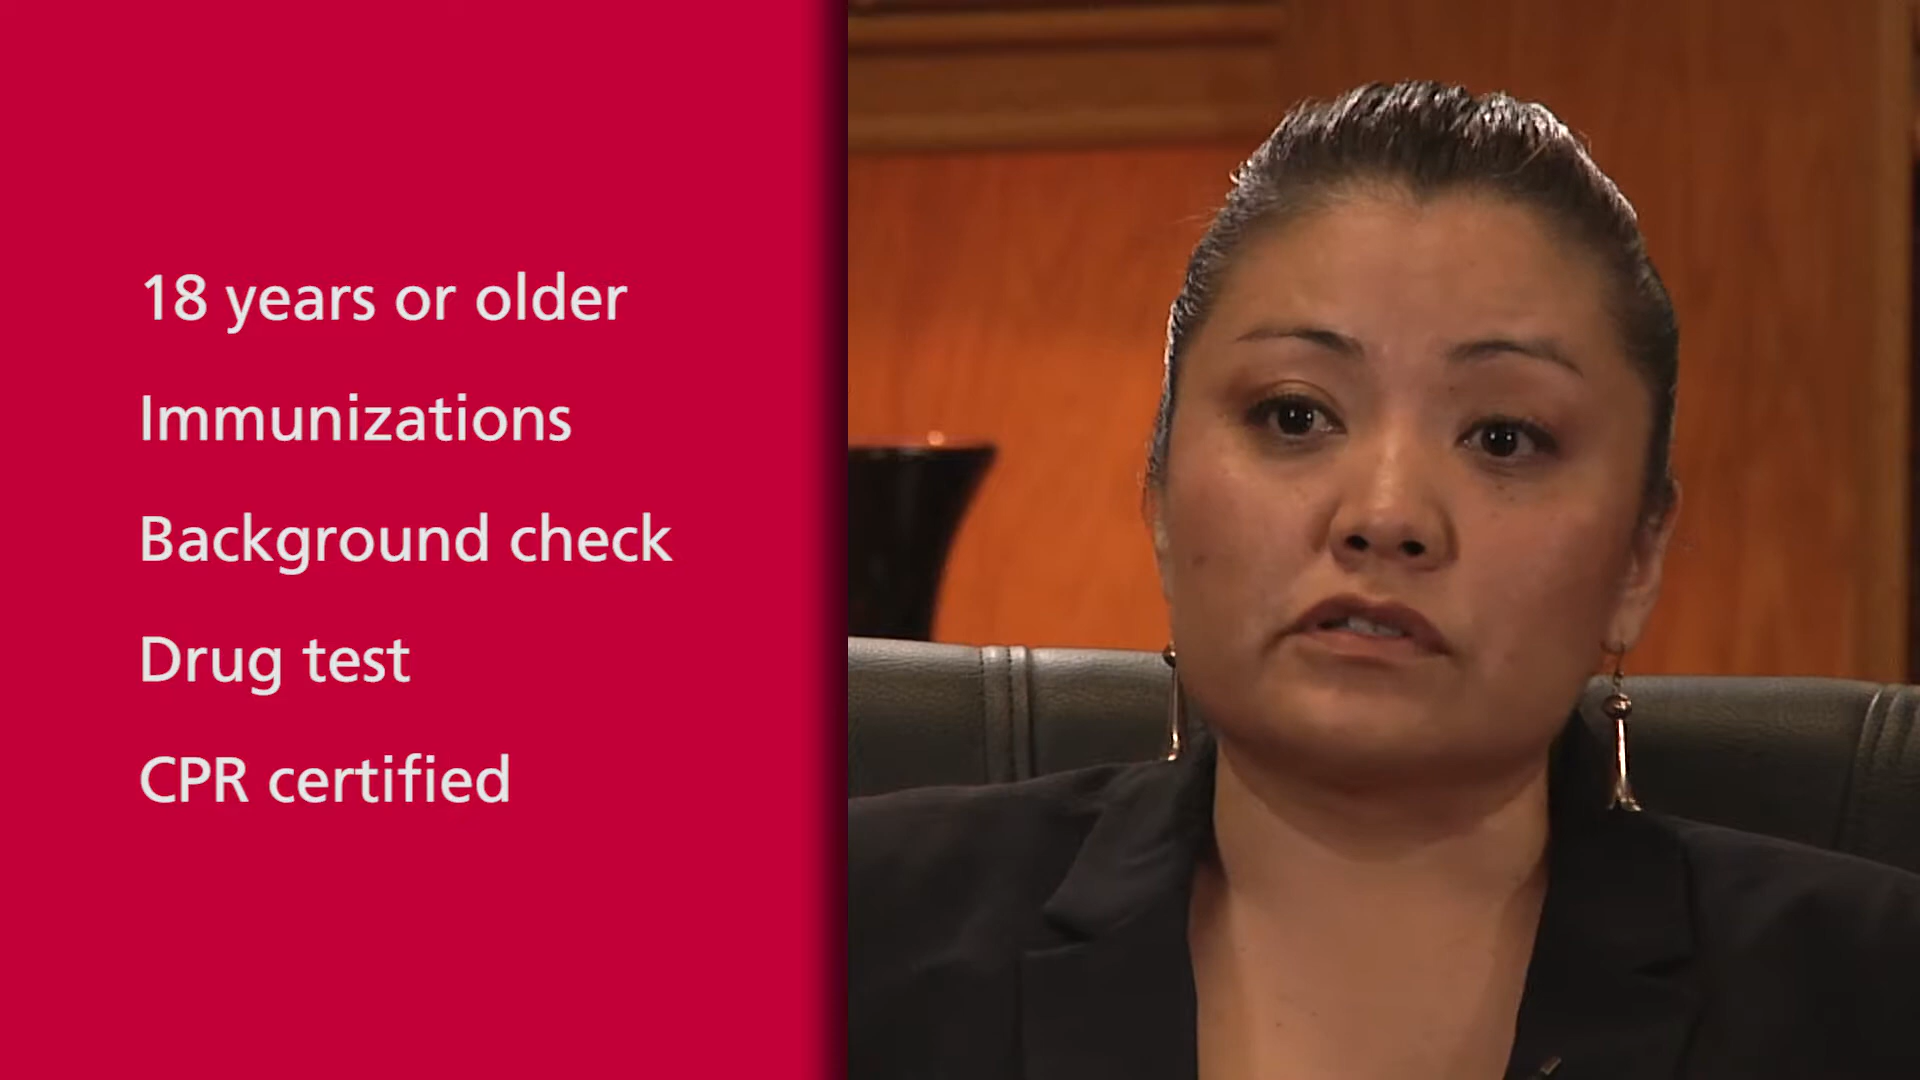 18 years or older
Immunizations
Background check
Drug test
CPR certified